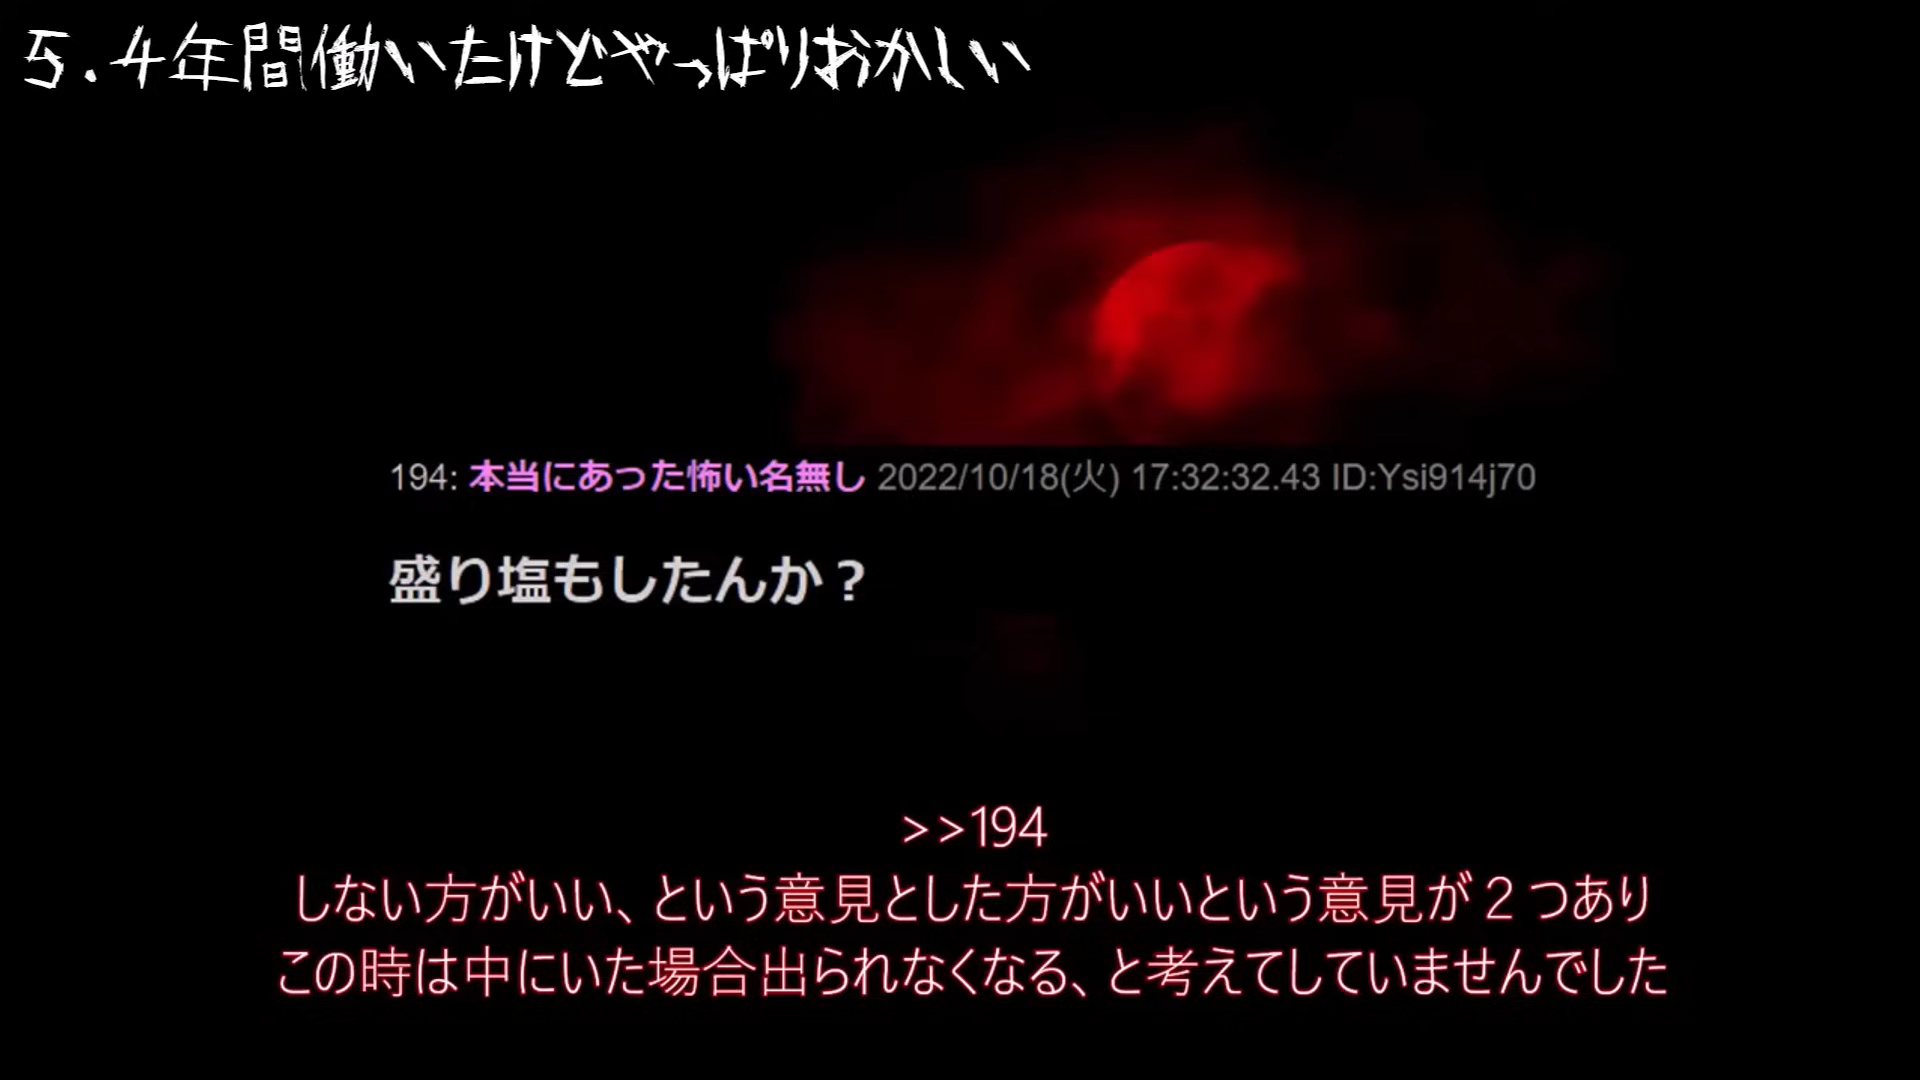 5.4年間働いたけどやっぱりおかしい
194: 本当にあった怖い名無し 2022/10/18(火) 17:32:32.43 ID:Ysi914j70
盛り塩もしたんか？
>>194
しない方がいい、という意見とした方がいいという意見が２つあり
この時は中にいた場合出られなくなる、と考えてしていませんでした